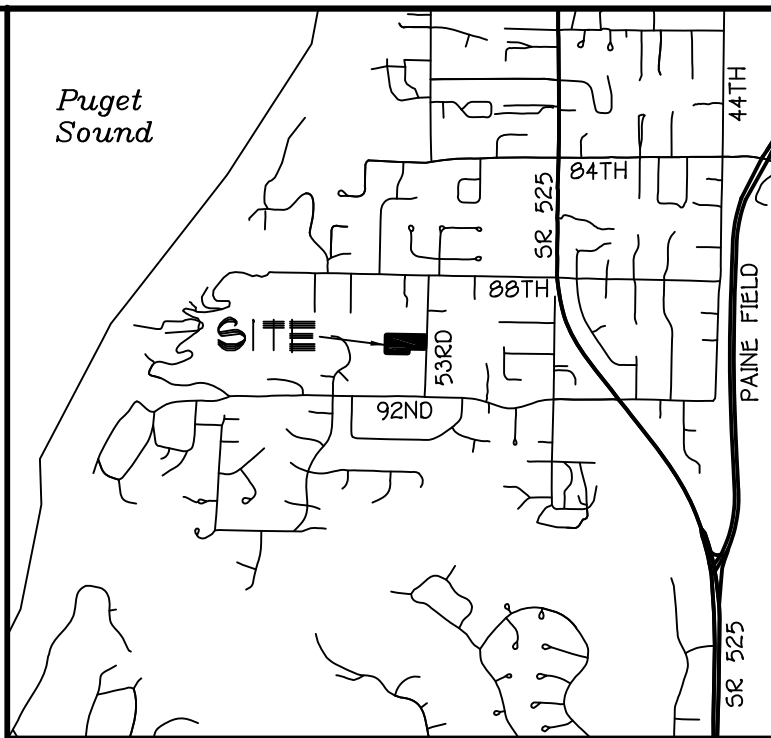 Puget
Sound
44TH
84TH
SR 525
88TH
SITE
53RD
PAINE FIELD
92ND
SR 525